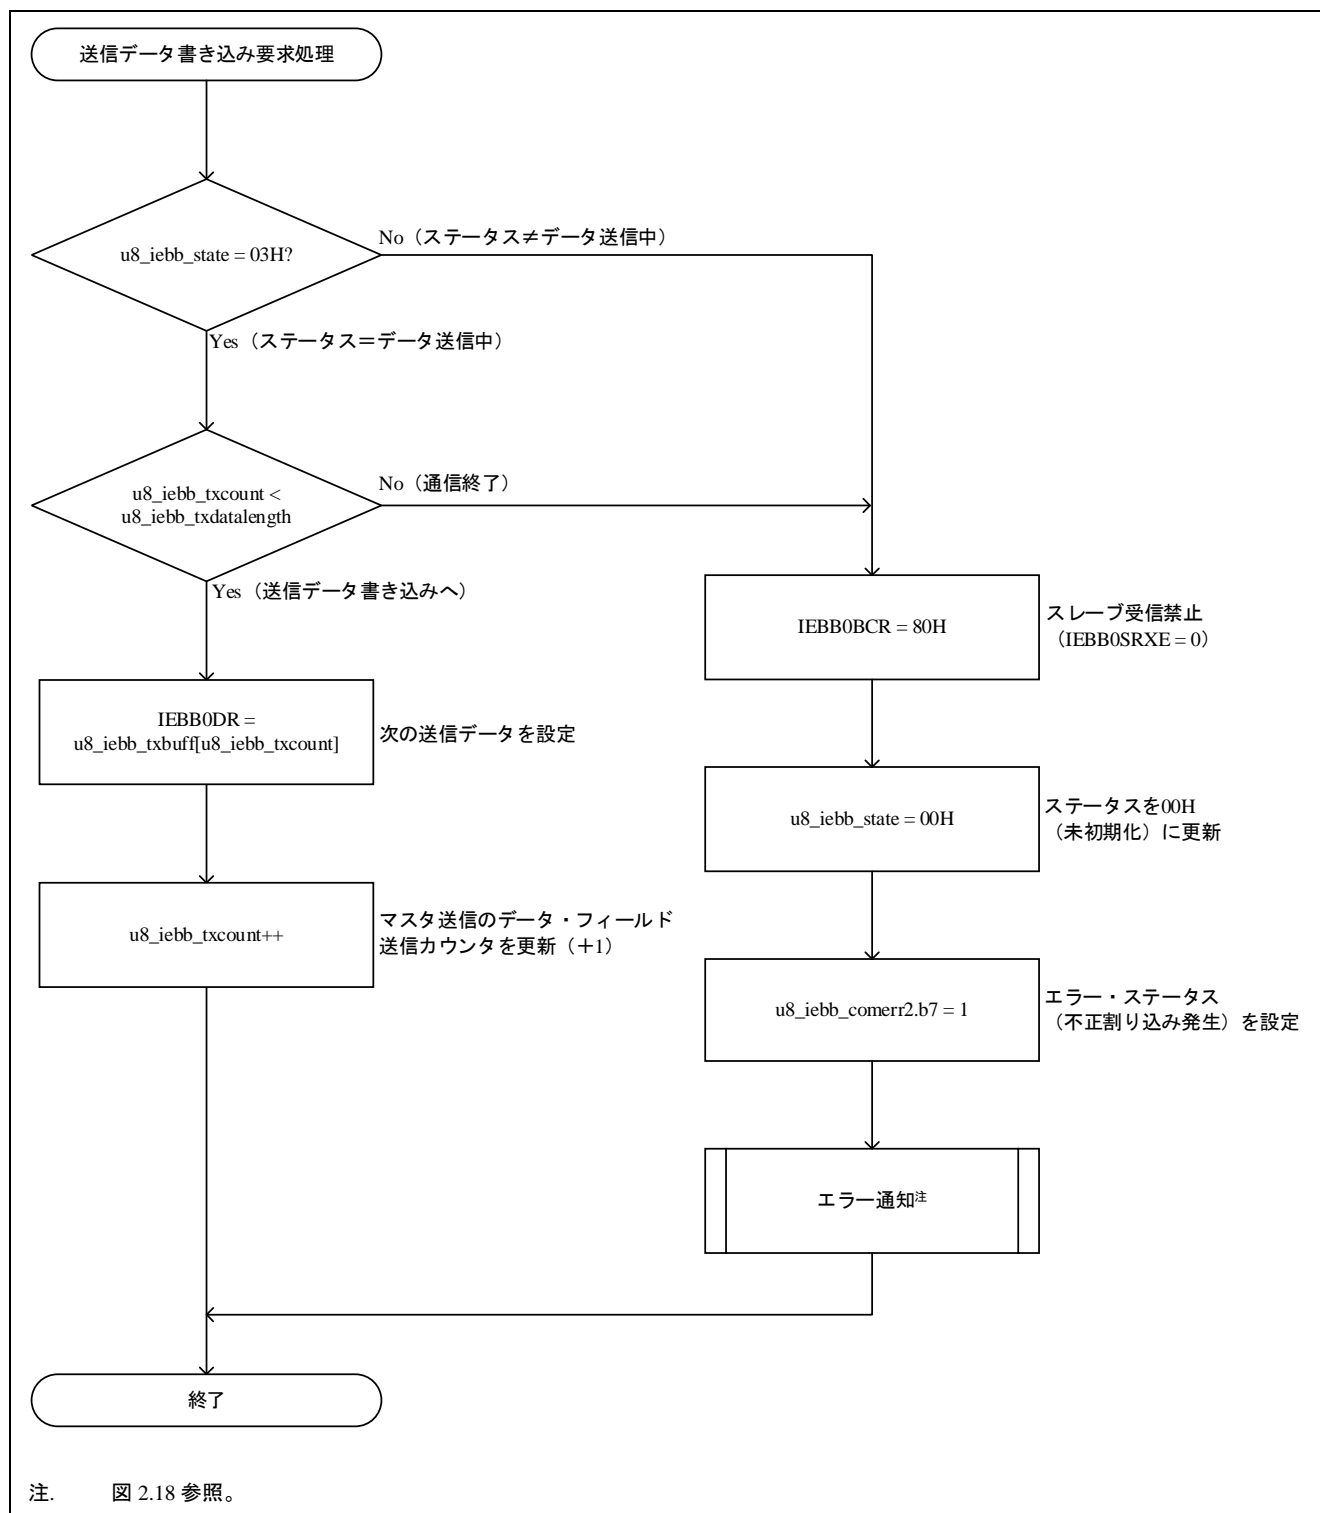 送信データ書き込み要求処理
u8_iebb_state = 03H?
No（ステータス≠データ送信中）
Yes（ステータス＝データ送信中）
u8_iebb_txcount <
u8_iebb_txdatalength
No（通信終了）
Yes（送信データ書き込みへ）
IEBB0DR =
u8_iebb_txbuff[u8_iebb_txcount]
次の送信データを設定
u8_iebb_txcount++
マスタ送信のデータ・フィールド
送信カウンタを更新（＋1）
IEBB0BCR = 80H
スレーブ受信禁止
（IEBB0SRXE = 0）
u8_iebb_state = 00H
ステータスを00H
（未初期化）に更新
u8_iebb_comerr2.b7 = 1
エラー・ステータス
（不正割り込み発生）を設定
エラー通知注
終了
注. 図 2.18 参照。